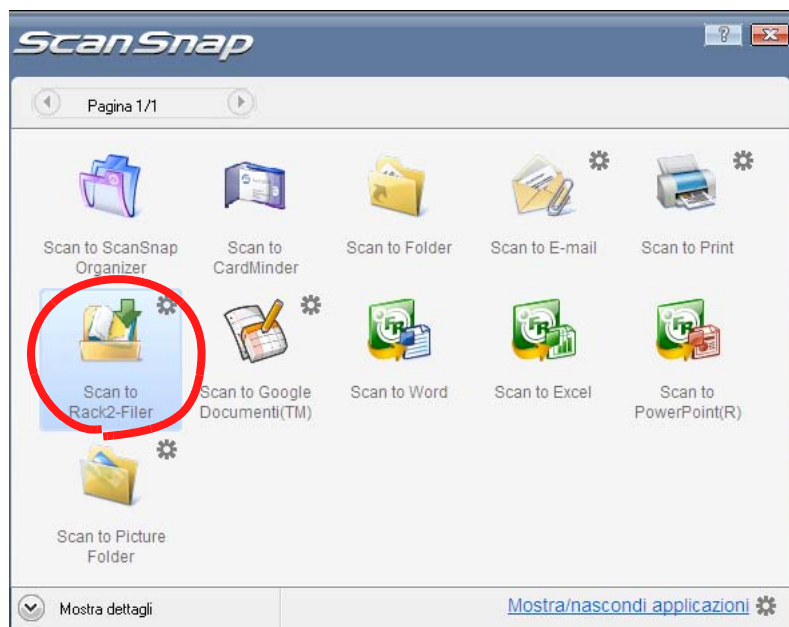 ScanSnap
?
Pagina 1/1
Scan to ScanSnap
Organizer
Scan to
CardMinder
Scan to Folder
Scan to E-mail
Scan to Print
Scan to
Rack2-Filer
Scan to Google
Documenti(TM)
Scan to Word
Scan to Excel
Scan to
PowerPoint(R)
Scan to Picture
Folder
Mostra dettagli
Mostra/nascondi applicazioni